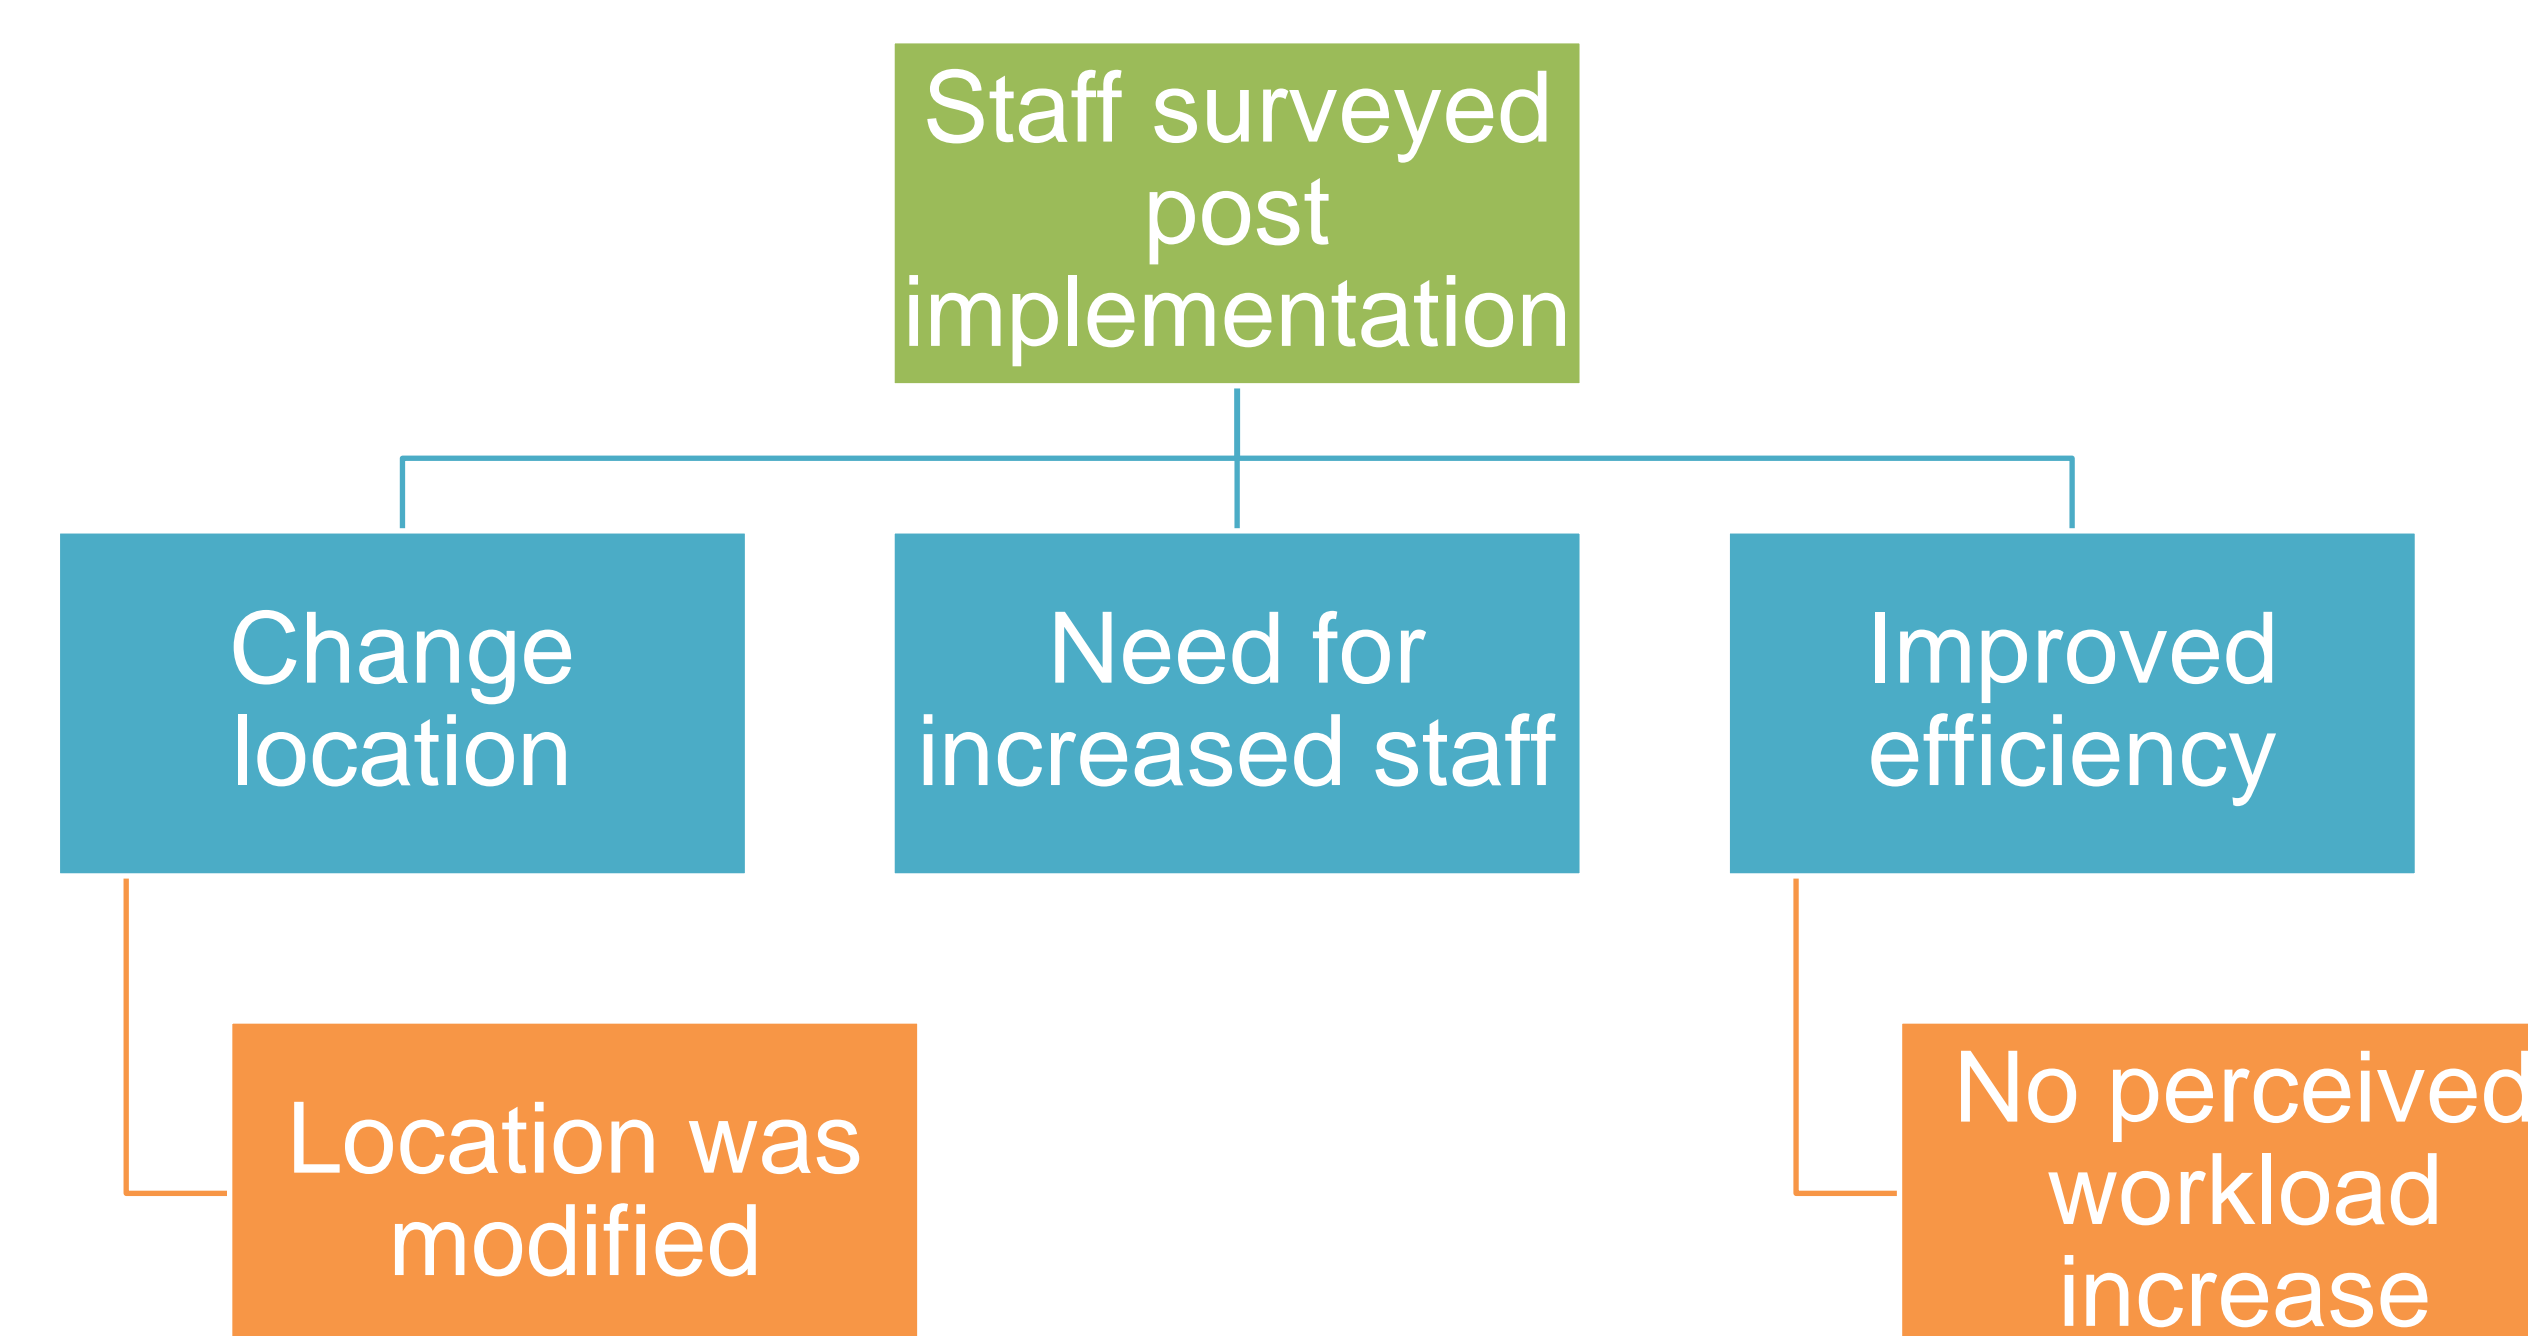 Staff surveyed
post
implementation
Change
location
Need for
increased staff
Improved
efficiency
Location was
modified
No perceived
workload
increase